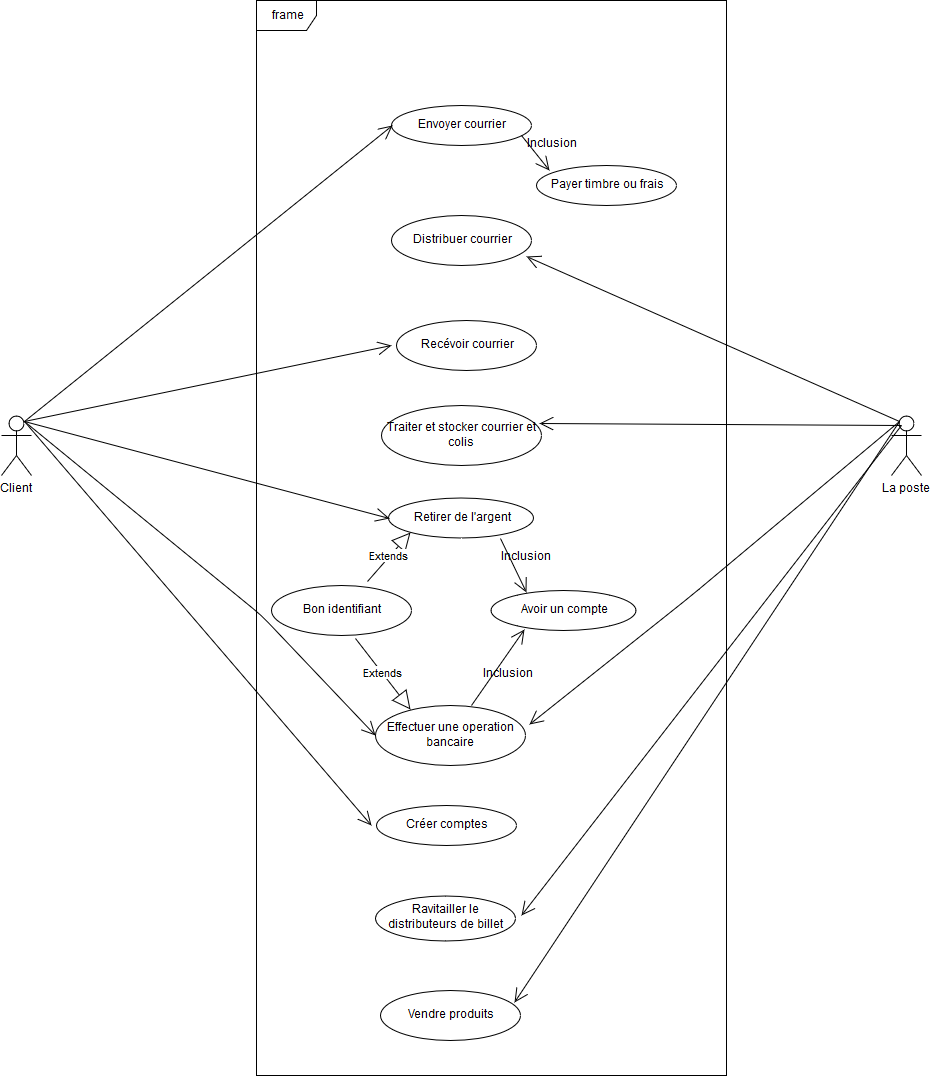 frame
Envoyer courrier
Inclusion
Payer timbre ou frais
Distribuer courrier
Recévoir courrier
Traiter et stocker courrier et
colis
Client
La poste
Retirer de l'argent
Extends
Inclusion
Bon identifiant
Avoir un compte
Extends
Inclusion
Effectuer une operation
bancaire
Créer comptes
Ravitailler le
distributeurs de billet
Vendre produits